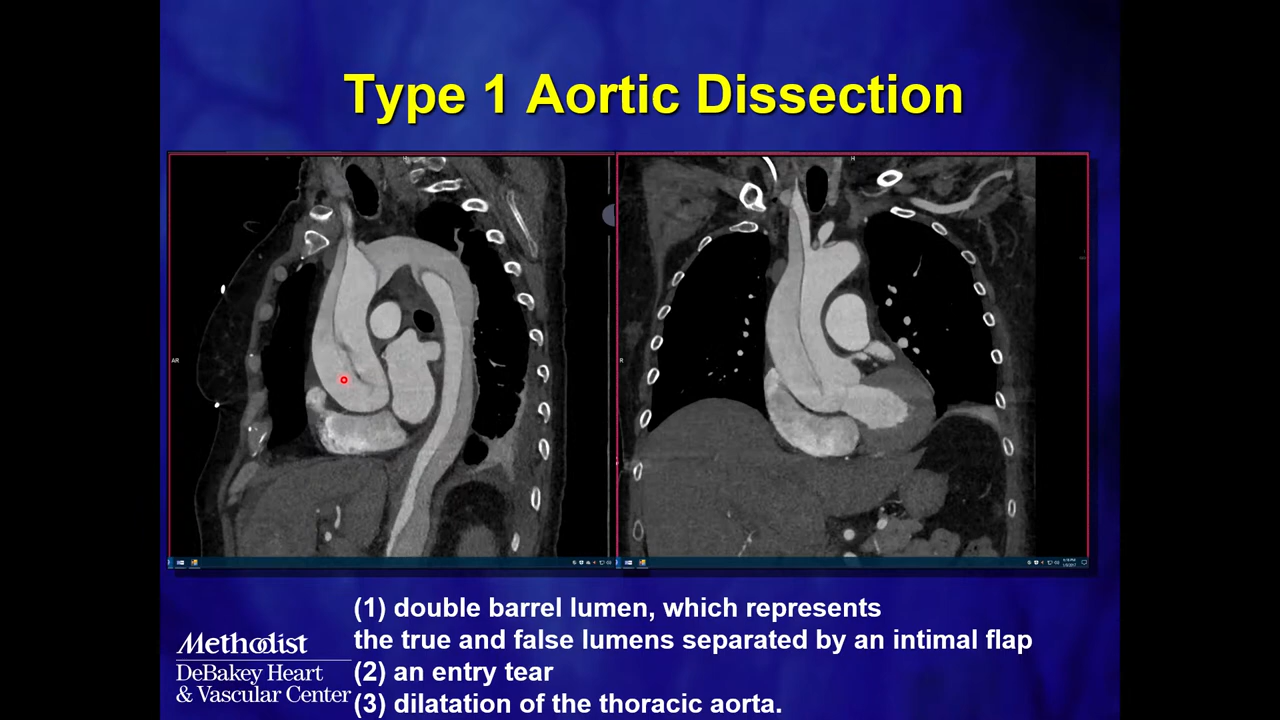 Type 1 Aortic Dissection
AR
R
(1) double barrel lumen, which represents
the true and false lumens separated by an intimal flap
(2) an entry tear
(3) dilatation of the thoracic aorta.
Methodist
DeBakey Heart
& Vascular Center